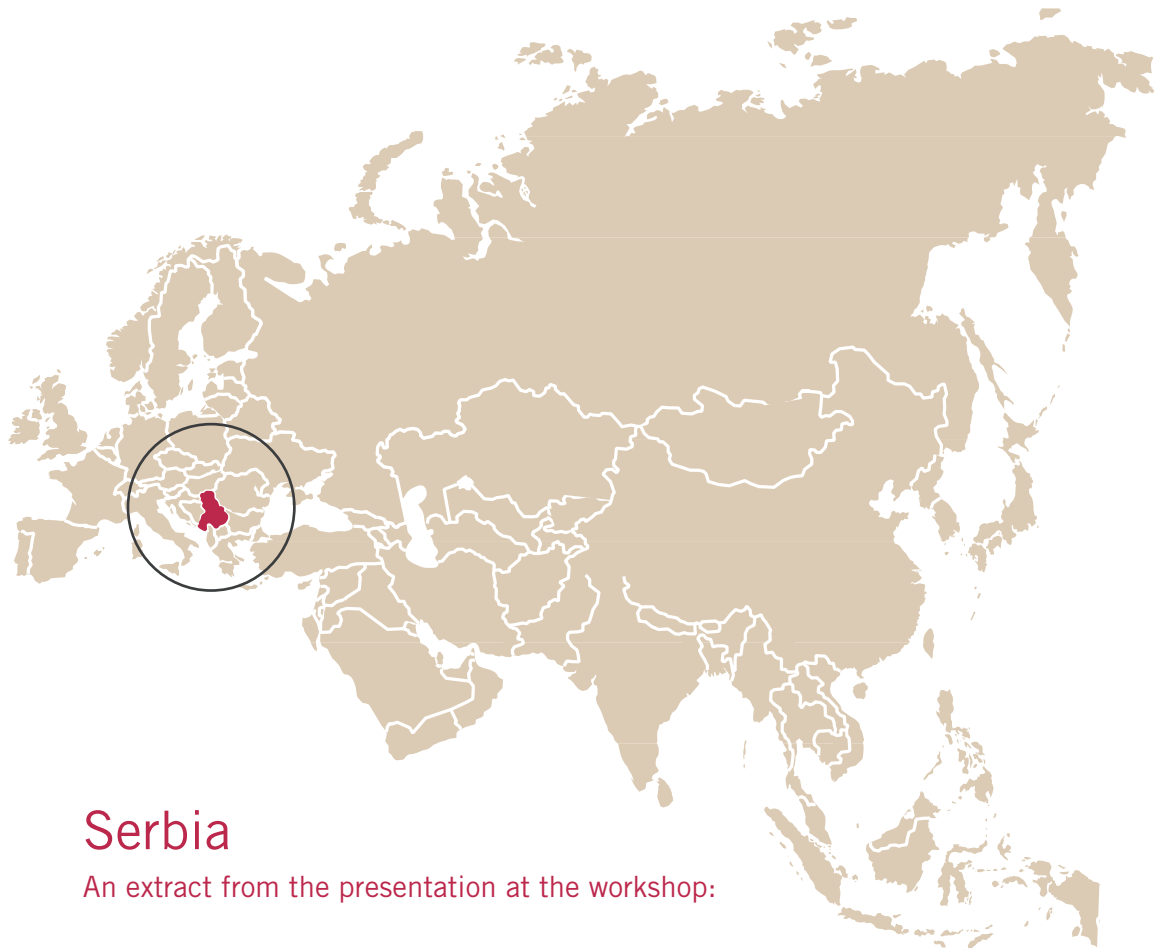 Serbia
An extract from the presentation at the workshop: